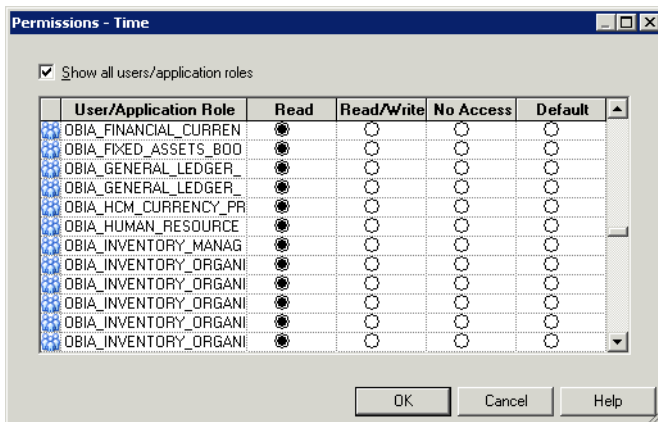 Permissions - Time
Show all users/application roles
User/Application Role Read Read/Write No Access Default
OBIA_FINANCIAL_CURREN
OBIA_FIXED_ASSETS_BOO
OBIA_GENERAL_LEDGER_
OBIA_GENERAL_LEDGER_
OBIA_HCM_CURRENCY_PR
OBIA_HUMAN_RESOURCE
OBIA_INVENTORY_MANAG
OBIA_INVENTORY_ORGANI
OBIA_INVENTORY_ORGANI
OBIA_INVENTORY_ORGANI
OBIA_INVENTORY_ORGANI
OBIA_INVENTORY_ORGANI
OK Cancel Help